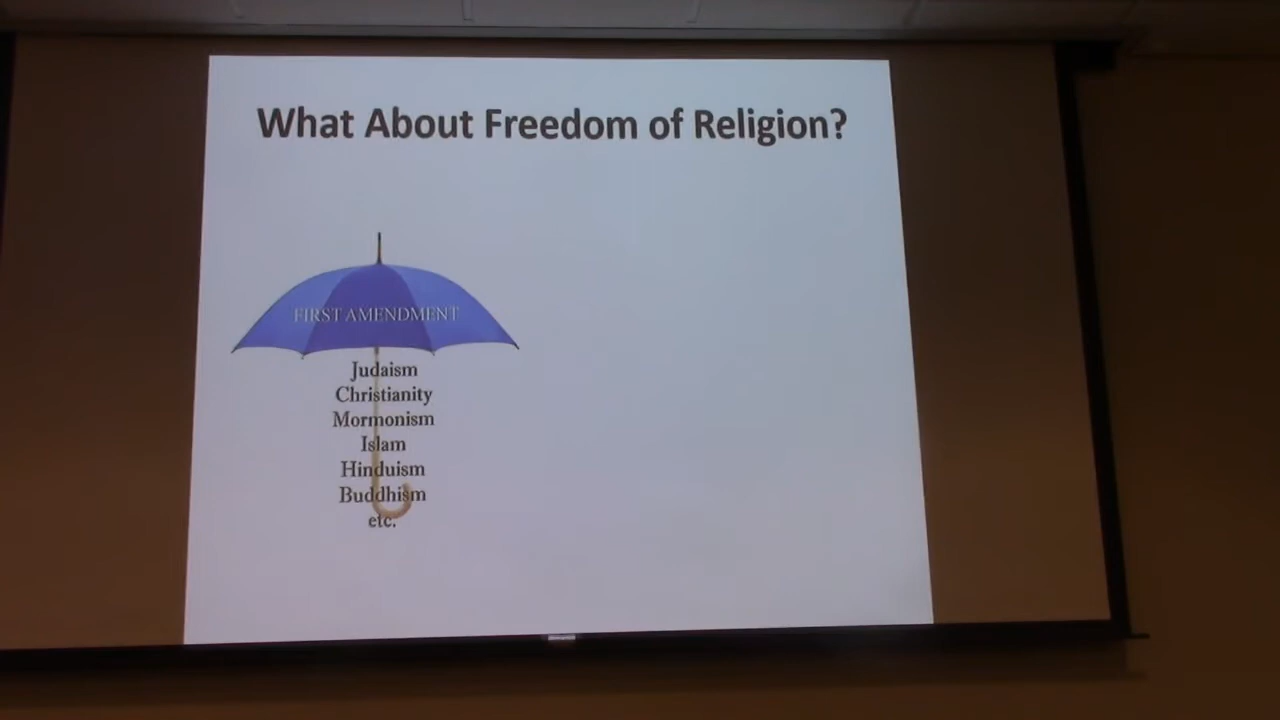 What About Freedom of Religion?
FIRST AMENDMENT
Judaism
Christianity
Mormonism
Islam
Hinduism
Buddhism
etc.